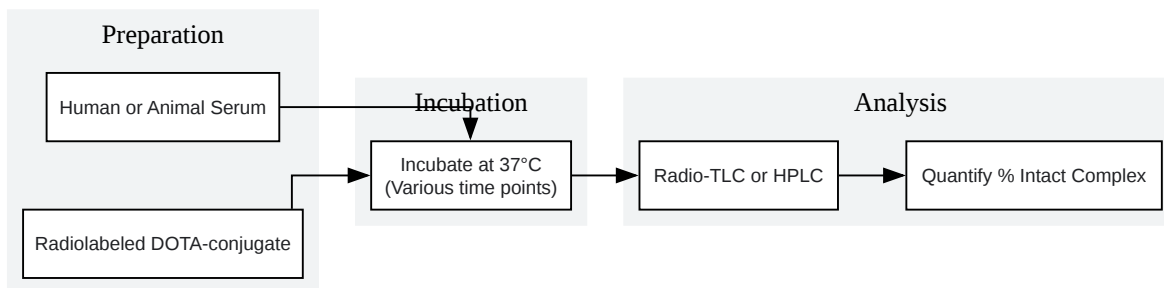 Preparation
Human or Animal Serum
Radiolabeled DOTA-conjugate
Incubation
Incubate at 37°C
(Various time points)
Analysis
Radio-TLC or HPLC
Quantify % Intact Complex